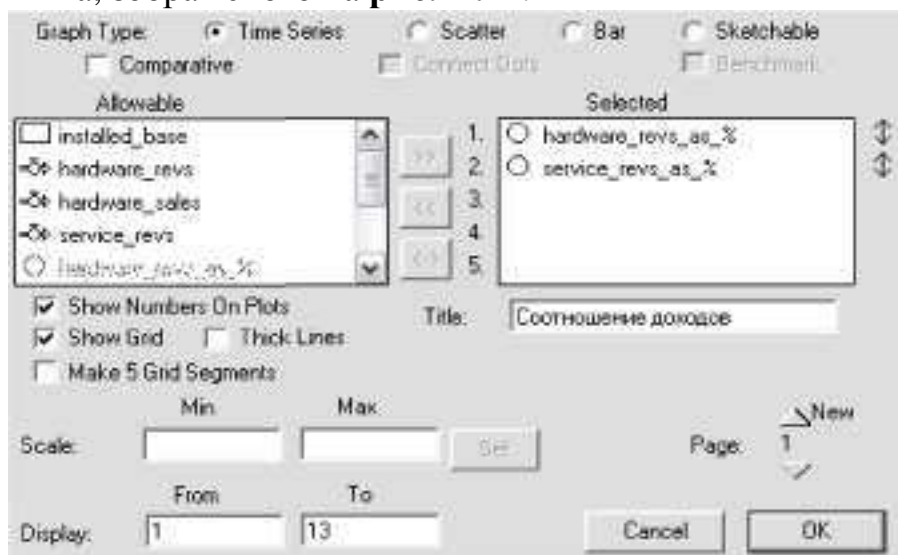 Graph Type: Time Series Scatter Bar Sketchable
Comparative Connect Dots Benchmark
Allowable Selected
installed_base
hardware_revs
hardware_sales
service_revs
hardware_revs_as_%
>>
<<
1. hardware_revs_as_%
2. service_revs_as_%
3.
4
5.
Show Numbers On Plots
Show Grid Thick Lines
Make 5 Grid Segments
Title: Соотношение доходов
Min Max
Scale: Set
Page: 1 New
From To
Display: 1 13
Cancel OK